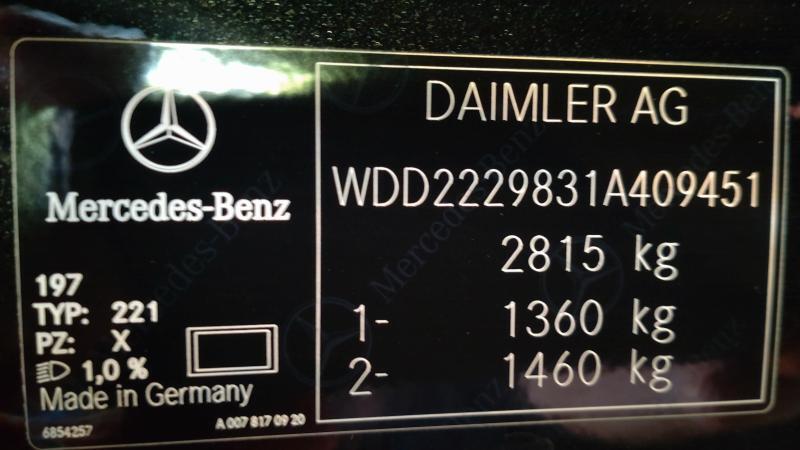 Mercedes-Benz
197
TYP: 221
PZ: X
1,0 %
Made in Germany
6854257
A 007 817 09 20
DAIMLER AG
WDD2229831A409451
2815 kg
1- 1360 kg
2- 1460 kg